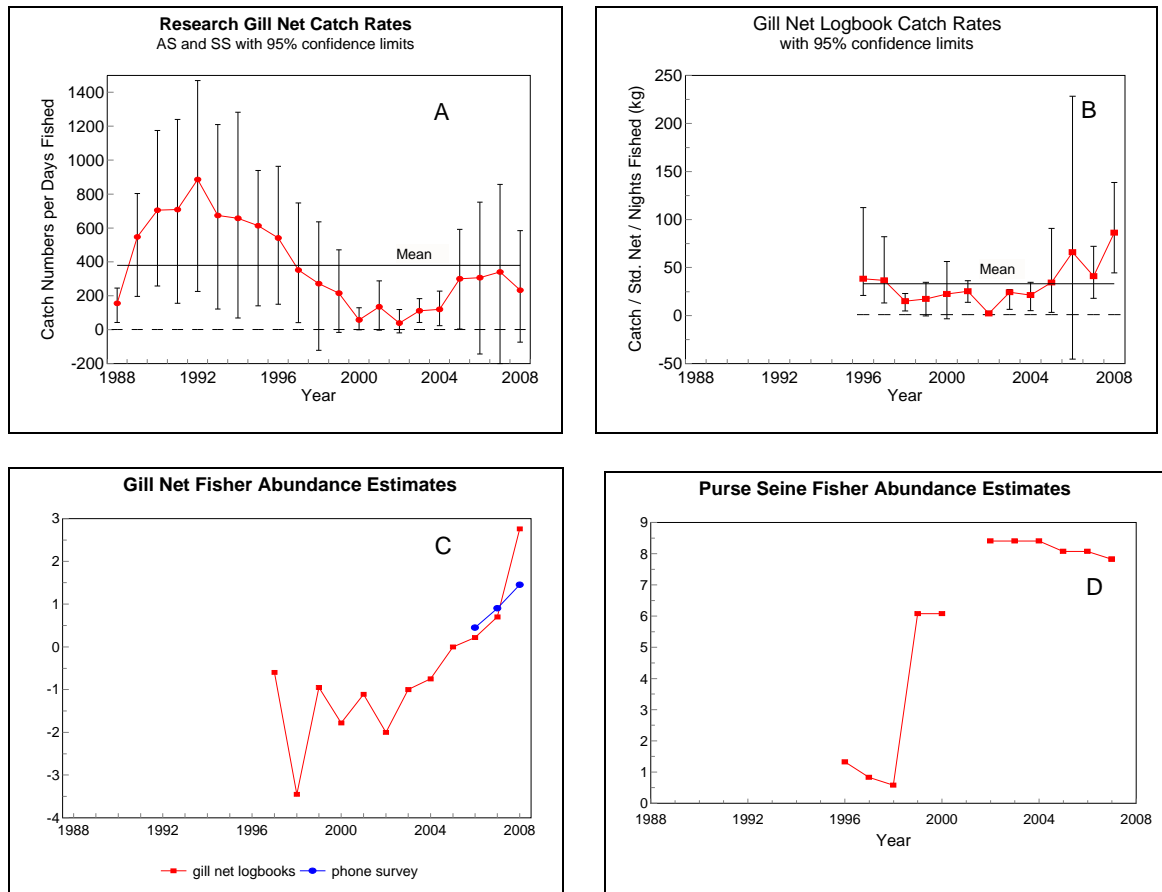 Research Gill Net Catch Rates
AS and SS with 95% confidence limits
A
Catch Numbers per Days Fished
1400
1200
1000
800
600
400
200
0
-200
Mean
1988 1992 1996 2000 2004 2008
Year
Gill Net Logbook Catch Rates
with 95% confidence limits
B
Catch / Std. Net / Nights Fished (kg)
250
200
150
100
50
0
-50
Mean
1988 1992 1996 2000 2004 2008
Year
Gill Net Fisher Abundance Estimates
C
3
2
1
0
-1
-2
-3
-4
1988 1992 1996 2000 2004 2008
gill net logbooks phone survey
Purse Seine Fisher Abundance Estimates
D
9
8
7
6
5
4
3
2
1
0
1988 1992 1996 2000 2004 2008
Year